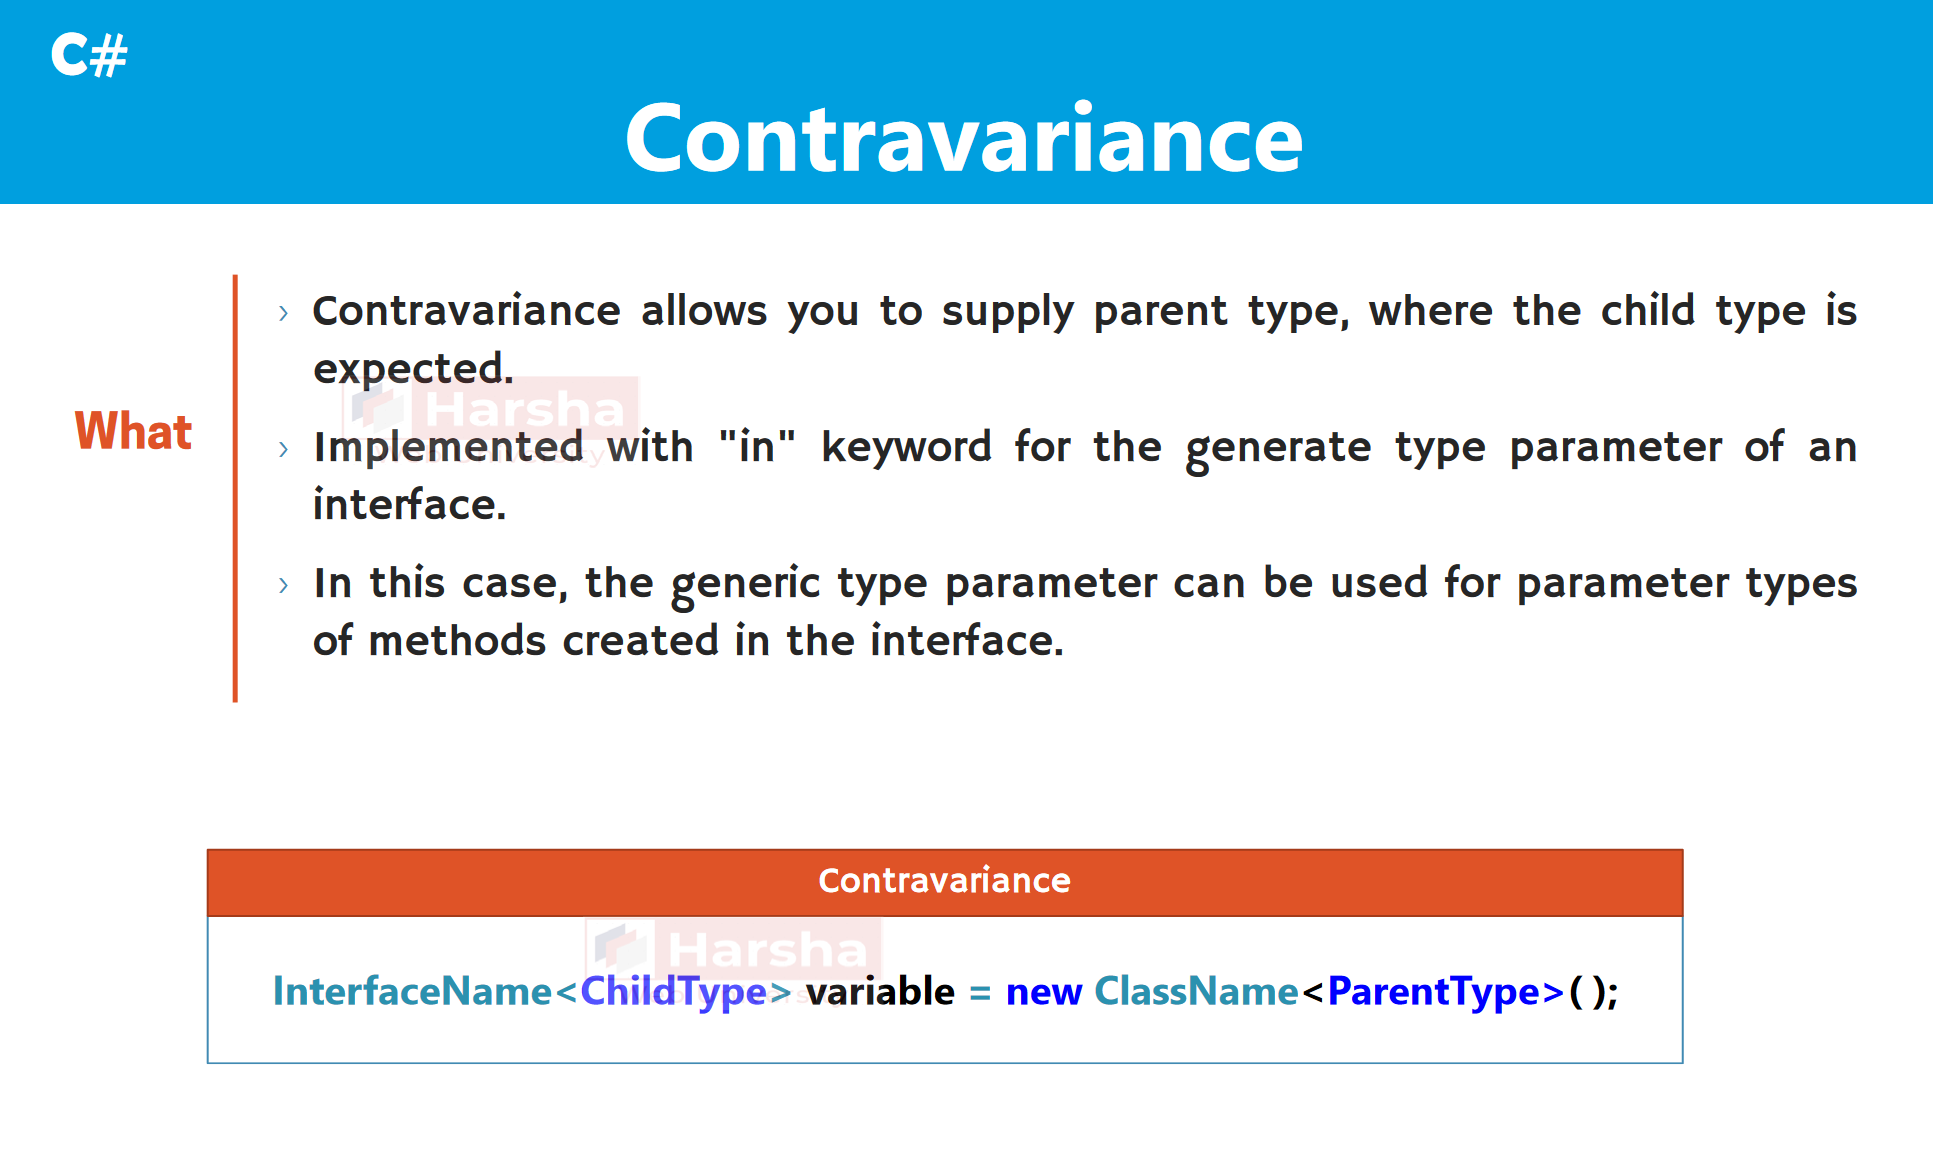 C#
Contravariance
What
› Contravariance allows you to supply parent type, where the child type is
expected.
› Implemented with "in" keyword for the generate type parameter of an
interface.
› In this case, the generic type parameter can be used for parameter types
of methods created in the interface.
Harsha
Contravariance
Harsha
InterfaceName<ChildType> variable = new ClassName<ParentType>( );